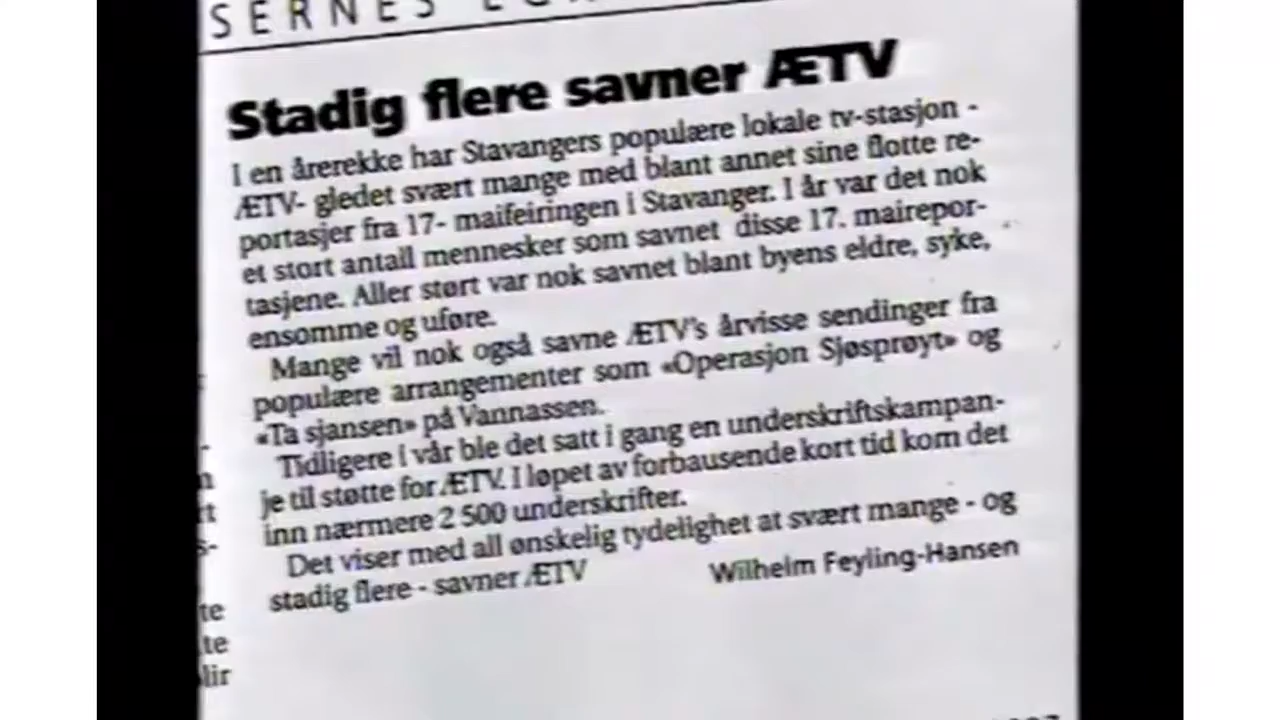 SERNES
Stadig flere savner ÆTV
I en årerekke har Stavangers populære lokale tv-stasjon -
ÆTV- gledet svært mange med blant annet sine flotte re-
portasjer fra 17- maifeiringen i Stavanger. I år var det nok
et stort antall mennesker som savnet disse 17. mairepor-
tasjene. Aller størt var nok savnet blant byens eldre, syke,
ensomme og uføre.
Mange vil nok også savne ÆTV's årvisse sendinger fra
populære arrangementer som «Operasjon Sjøsprøyt» og
«Ta sjansen» på Vannassen.
Tidligere i vår ble det satt i gang en underskriftskampan-
je til støtte for ÆTV. I løpet av forbausende kort tid kom det
inn nærmere 2 500 underskrifter.
Det viser med all ønskelig tydelighet at svært mange - og
stadig flere - savner ÆTV
Wilhelm Feyling-Hansen